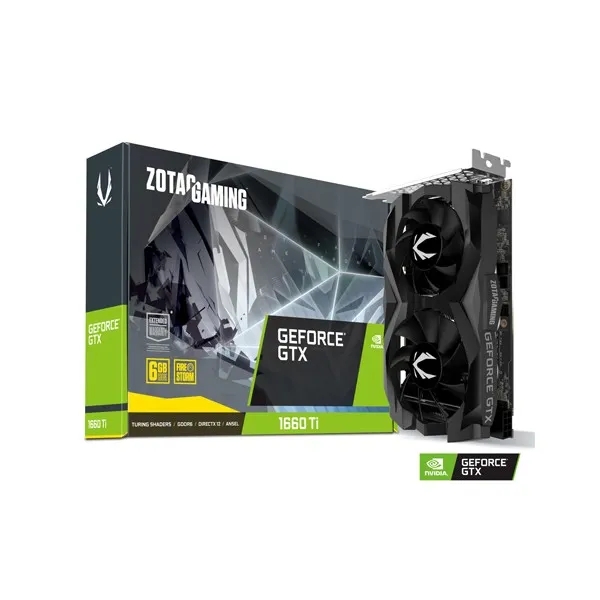 ZOTAC GAMING
EXTENDED
WARRANTY
6GB
FIRE
STORM
GEFORCE
GTX
NVIDIA
TURING SHADERS / GDDR6 / DIRECTX 12 / ANSEL
1660 Ti
GEFORCE
GTX
1660 Ti
ZOTAC GAMING
GEFORCE GTX
NVIDIA
GEFORCE
GTX